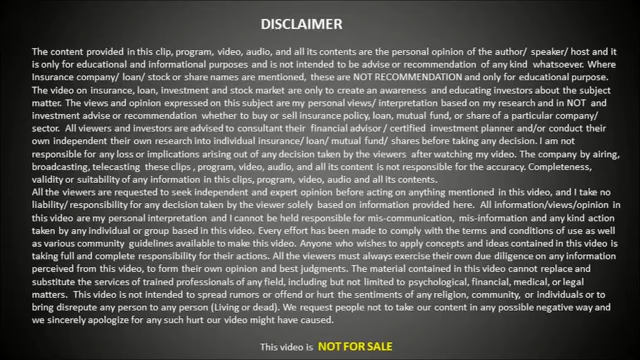 DISCLAIMER
The content provided in this clip, program, video, audio, and all its contents are the personal opinion of the author/ speaker/ host and it
is only for educational and informational purposes and is not intended to be advise or recommendation of any kind whatsoever. Where
Insurance company/ loan/ stock or share names are mentioned, these are NOT RECOMMENDATION and only for educational purpose.
The video on insurance, loan, investment and stock market are only to create an awareness and educating investors about the subject
matter. The views and opinion expressed on this subject are my personal views/ interpretation based on my research and in NOT and
investment advise or recommendation whether to buy or sell insurance policy, loan, mutual fund, or share of a particular company/
sector. All viewers and investors are advised to consultant their financial advisor / certified investment planner and/or conduct their
own independent their own research into individual insurance/ loan/ mutual fund/ shares before taking any decision. I am not
responsible for any loss or implications arising out of any decision taken by the viewers after watching my video. The company by airing,
broadcasting, telecasting these clips , program, video, audio, and all its content is not responsible for the accuracy. Completeness,
validity or suitability of any information in this clips, program, video, audio and all its contents.
All the viewers are requested to seek independent and expert opinion before acting on anything mentioned in this video, and I take no
liability/ responsibility for any decision taken by the viewer solely based on information provided here. All information/views/opinion in
this video are my personal interpretation and I cannot be held responsible for mis-communication, mis-information and any kind action
taken by any individual or group based in this video. Every effort has been made to comply with the terms and conditions of use as well
as various community guidelines available to make this video. Anyone who wishes to apply concepts and ideas contained in this video is
taking full and complete responsibility for their actions. All the viewers must always exercise their own due diligence on any information
perceived from this video, to form their own opinion and best judgments. The material contained in this video cannot replace and
substitute the services of trained professionals of any field, including but not limited to psychological, financial, medical, or legal
matters. This video is not intended to spread rumors or offend or hurt the sentiments of any religion, community, or individuals or to
bring disrepute any person to any person (Living or dead). We request people not to take our content in any possible negative way and
we sincerely apologize for any such hurt our video might have caused.
This video is NOT FOR SALE